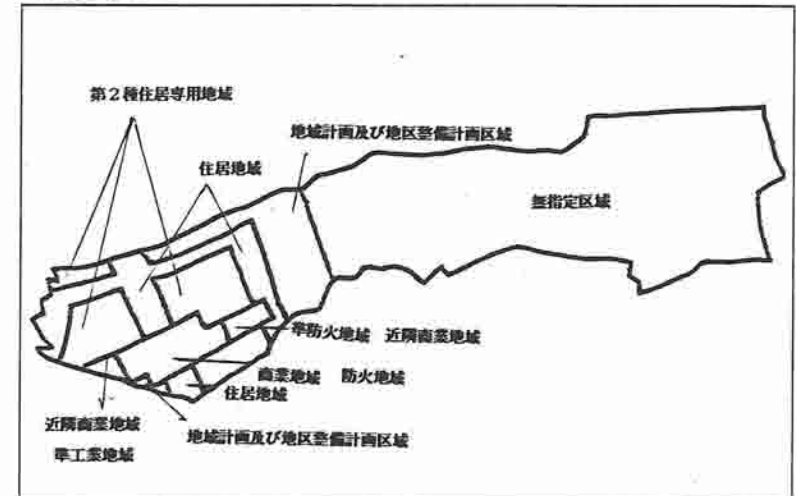 第2種住居専用地域
地域計画及び地区整備計画区域
住居地域
無指定区域
準防火地域 近隣商業地域
商業地域 防火地域
住居地域
近隣商業地域
準工業地域
地域計画及び地区整備計画区域